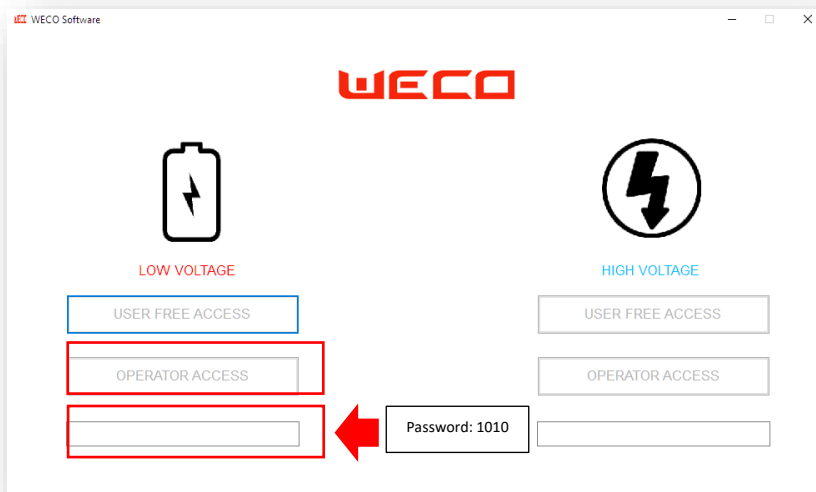 WECO Software
WECO
LOW VOLTAGE
HIGH VOLTAGE
USER FREE ACCESS
USER FREE ACCESS
OPERATOR ACCESS
OPERATOR ACCESS
Password: 1010